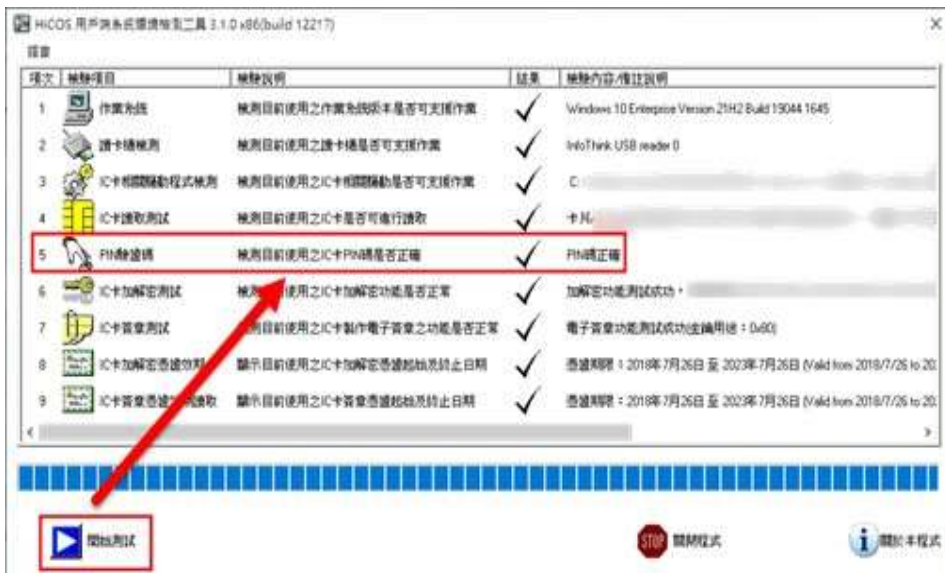 HiCOS 用戶端系統環境檢測工具 3.1.0 x86(build 12217)
語言
項次 檢驗項目 檢驗說明 結果 檢驗內容/備註說明
1 作業系統 檢測目前使用之作業系統版本是否可支援作業 Windows 10 Enterprise Version 21H2 Build 19044 1645
2 讀卡機檢測 檢測目前使用之讀卡機是否可支援作業 InfoThink USB reader 0
3 IC卡相關驅動程式檢測 檢測目前使用之IC卡相關驅動是否可支援作業 C:
4 IC卡讀取測試 檢測目前使用之IC卡是否可進行讀取 卡片
5 PIN驗證碼 檢測目前使用之IC卡PIN碼是否正確 PIN碼正確
6 IC卡加解密測試 檢測目前使用之IC卡加解密功能是否正常 加解密功能測試成功，
7 IC卡簽章測試 檢測目前使用之IC卡製作電子簽章之功能是否正常 電子簽章功能測試成功(金鑰用途：0x80)
8 IC卡加解密憑證效期 顯示目前使用之IC卡加解密憑證起始及終止日期 憑證期限：2018年7月26日 至 2023年7月26日 (Valid from 2018/7/26 to 20
9 IC卡簽章憑證 讀取 顯示目前使用之IC卡簽章憑證起始及終止日期 憑證期限：2018年7月26日 至 2023年7月26日 (Valid from 2018/7/26 to 20
開始測試 STOP 關閉程式 i 關於本程式